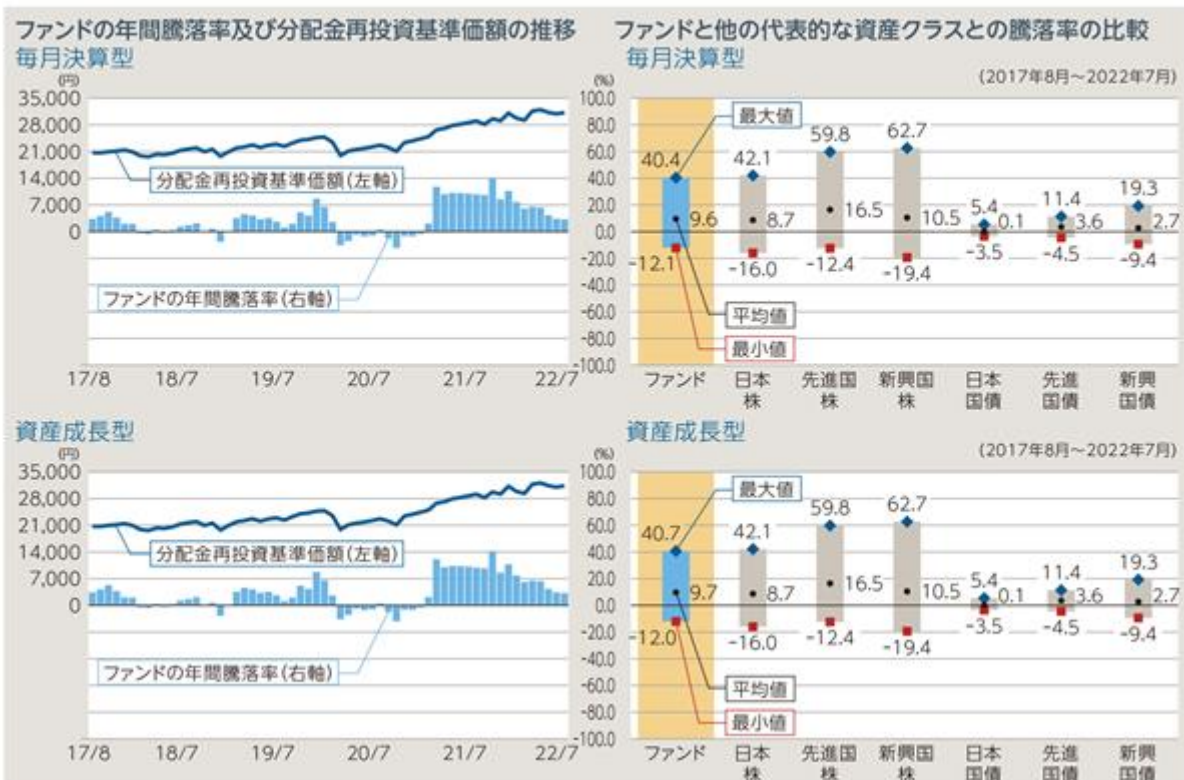 ファンドの年間騰落率及び分配金再投資基準価額の推移
毎月決算型
(円)
(%)
35,000
28,000
21,000
14,000
7,000
0
100.0
80.0
60.0
40.0
20.0
0.0
-20.0
-40.0
-60.0
-80.0
-100.0
分配金再投資基準価額(左軸)
ファンドの年間騰落率(右軸)
17/8 18/7 19/7 20/7 21/7 22/7
ファンドと他の代表的な資産クラスとの騰落率の比較
毎月決算型
(2017年8月~2022年7月)
最大値
平均値
最小値
40.4 42.1 59.8 62.7 5.4 11.4 19.3
9.6 8.7 16.5 10.5 0.1 3.6 2.7
-12.1 -16.0 -12.4 -19.4 -3.5 -4.5 -9.4
ファンド 日本株 先進国株 新興国株 日本国債 先進国債 新興国債
資産成長型
(円)
(%)
35,000
28,000
21,000
14,000
7,000
0
100.0
80.0
60.0
40.0
20.0
0.0
-20.0
-40.0
-60.0
-80.0
-100.0
分配金再投資基準価額(左軸)
ファンドの年間騰落率(右軸)
17/8 18/7 19/7 20/7 21/7 22/7
資産成長型
(2017年8月~2022年7月)
最大値
平均値
最小値
40.7 42.1 59.8 62.7 5.4 11.4 19.3
9.7 8.7 16.5 10.5 0.1 3.6 2.7
-12.0 -16.0 -12.4 -19.4 -3.5 -4.5 -9.4
ファンド 日本株 先進国株 新興国株 日本国債 先進国債 新興国債